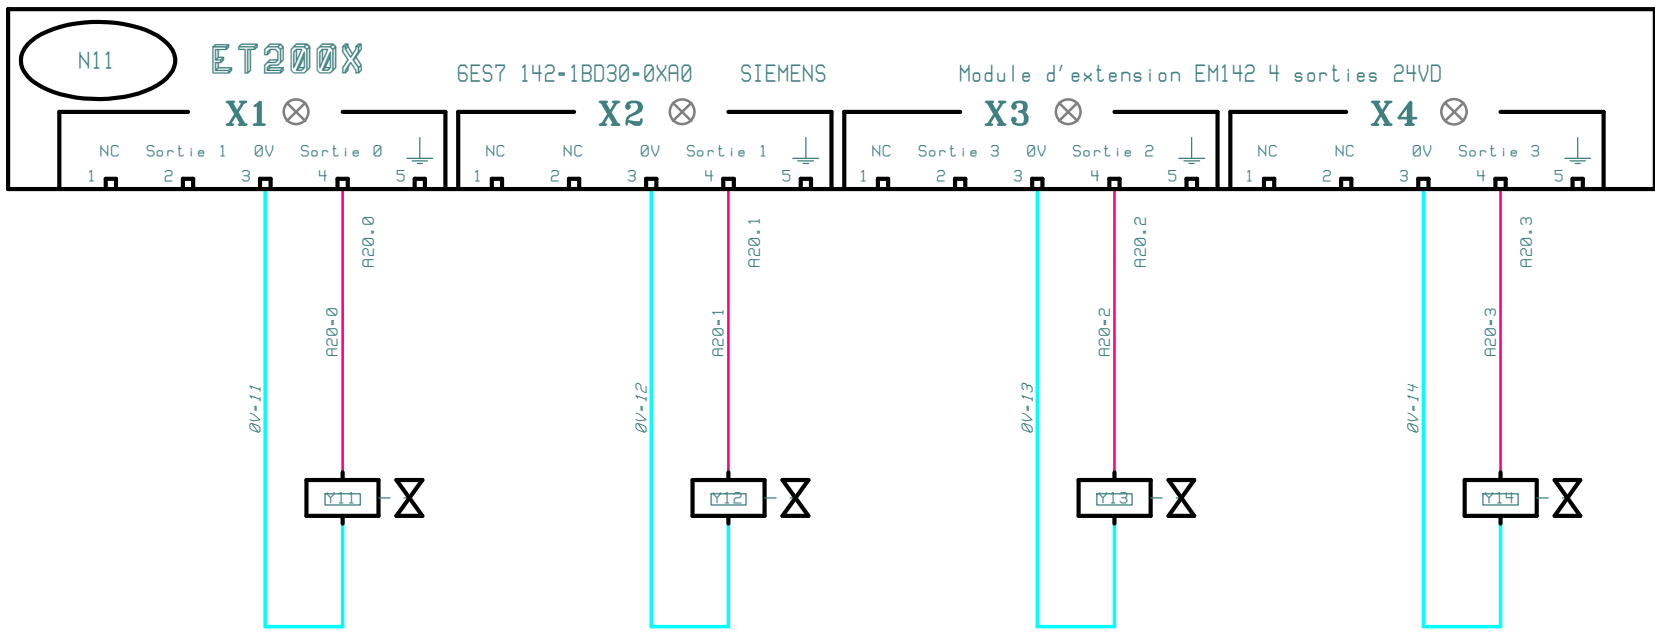 N11
ET200X
6ES7 142-1BD30-0XA0 SIEMENS Module d'extension EM142 4 sorties 24VD
X1 X2 X3 X4
NC Sortie 1 0V Sortie 0 NC NC 0V Sortie 1 NC Sortie 3 0V Sortie 2 NC NC 0V Sortie 3
1 2 3 4 5 1 2 3 4 5 1 2 3 4 5 1 2 3 4 5
A20.0 A20.1 A20.2 A20.3
A20-0 A20-1 A20-2 A20-3
0V-11 0V-12 0V-13 0V-14
Y11 Y12 Y13 Y14